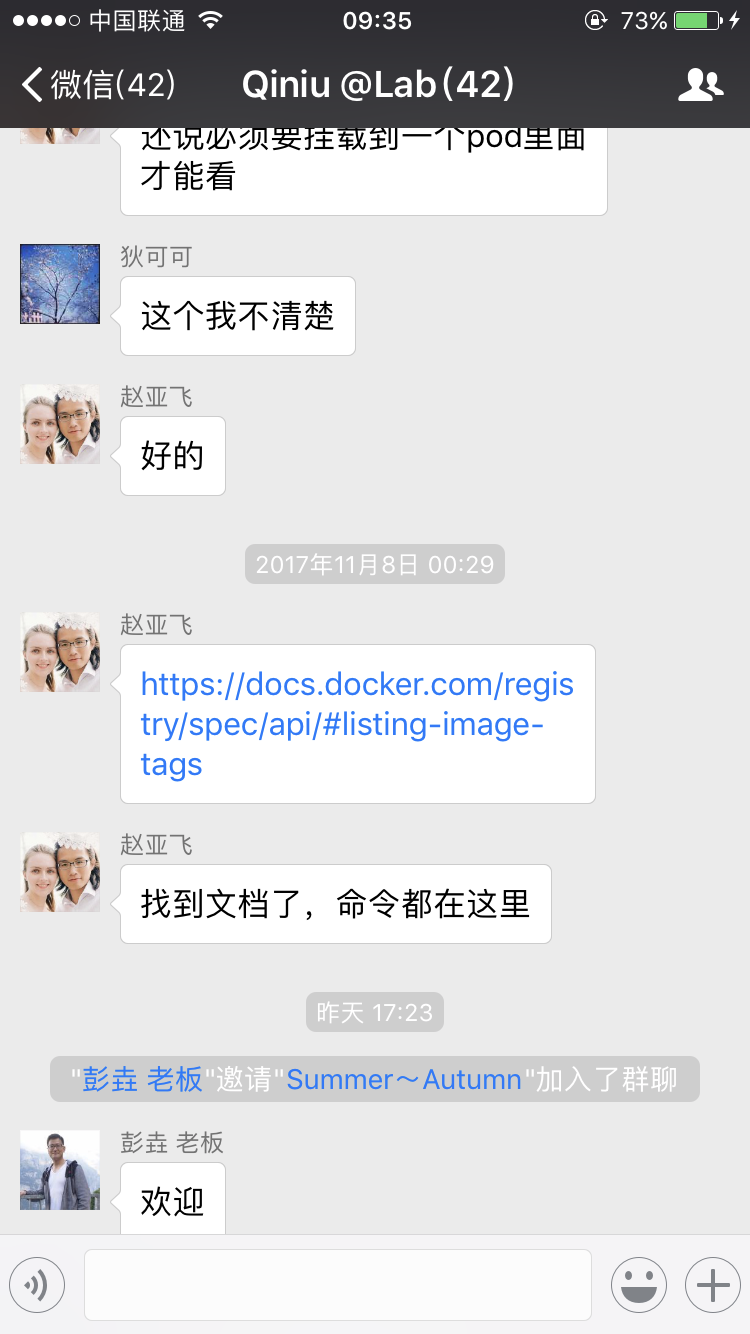 中国联通 09:35 73%
微信(42) Qiniu @Lab(42)
还说必须要挂载到一个pod里面
才能看
狄可可
这个我不清楚
赵亚飞
好的
2017年11月8日 00:29
赵亚飞
https://docs.docker.com/regis
try/spec/api/#listing-image-
tags
赵亚飞
找到文档了，命令都在这里
昨天 17:23
"彭垚 老板"邀请"Summer～Autumn"加入了群聊
彭垚 老板
欢迎